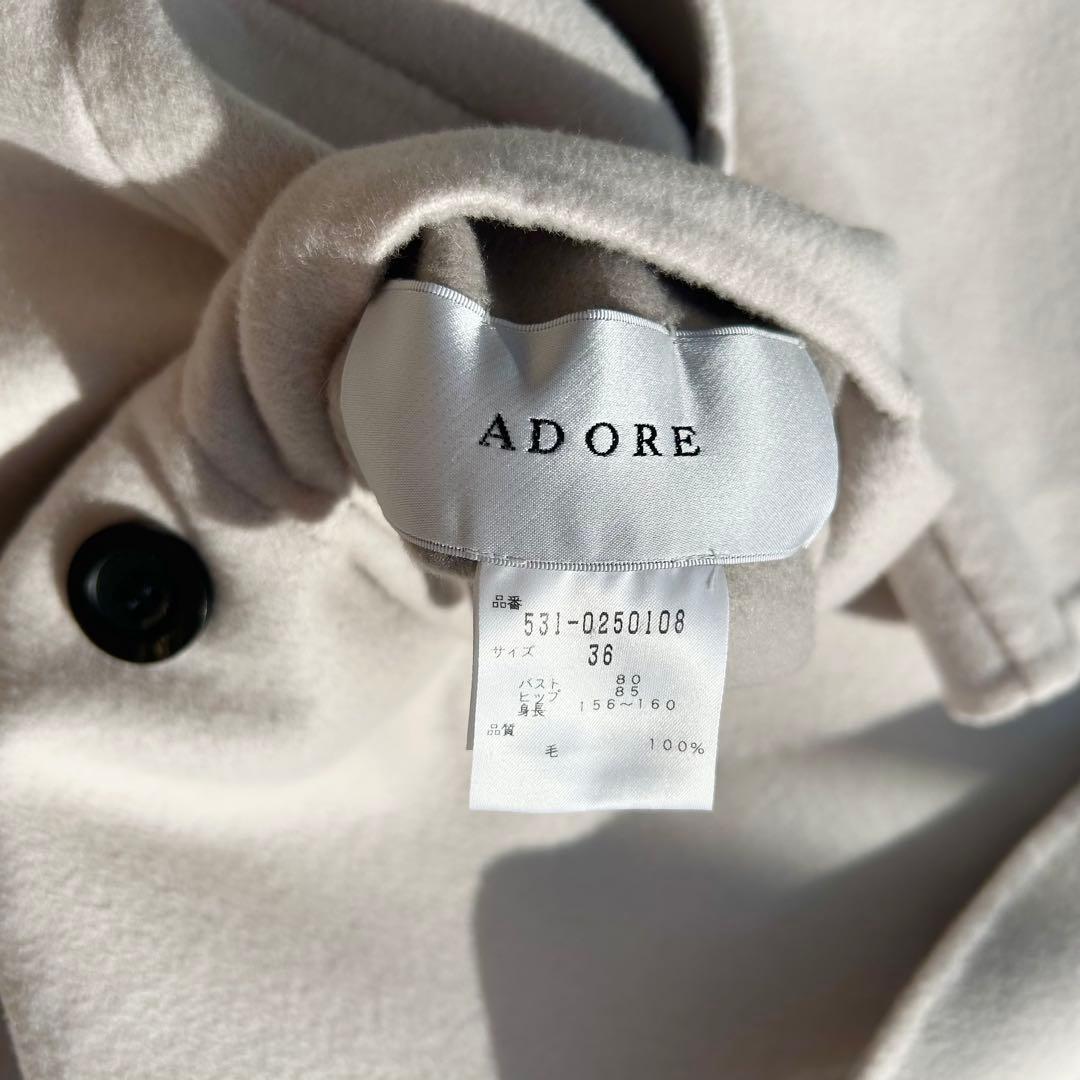 ADORE
品番
531-0250108
サイズ 36
バスト 80
ヒップ 85
身長 156～160
品質
毛 100%